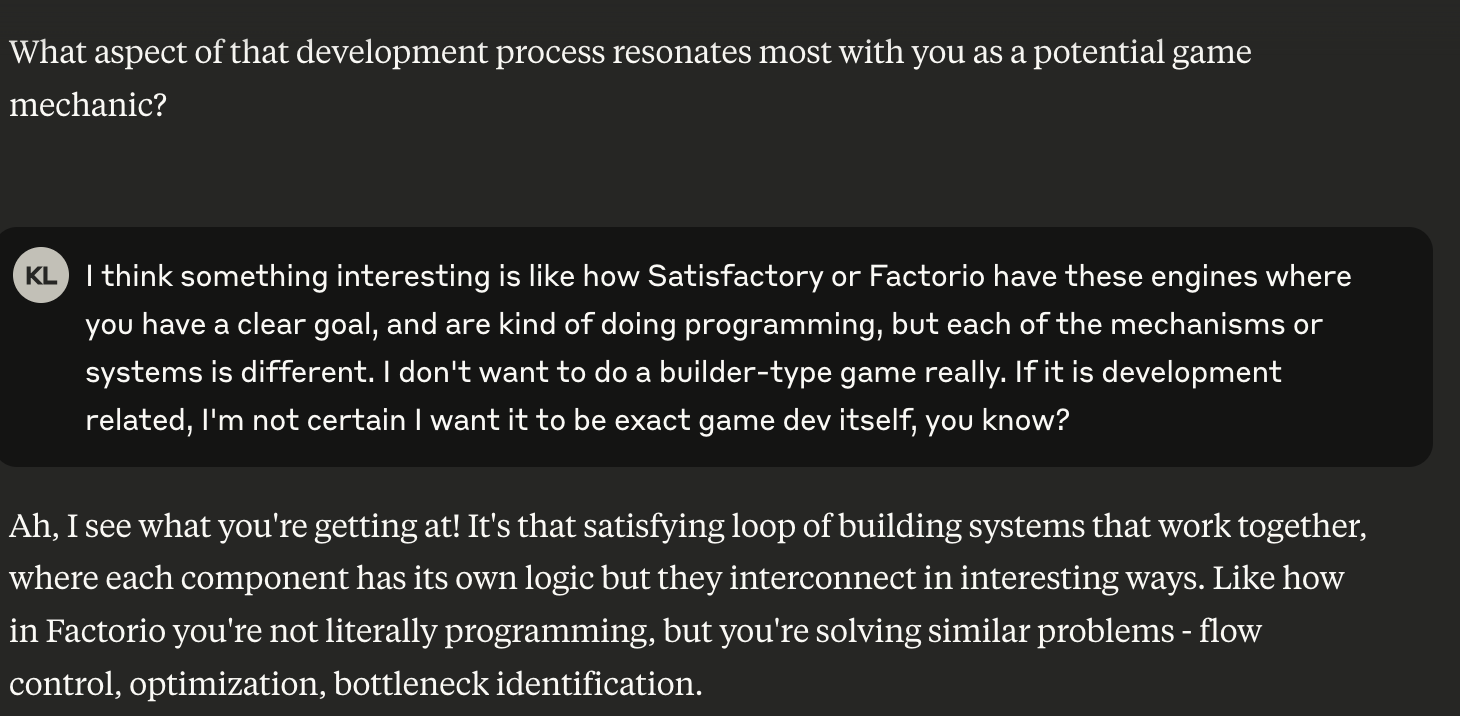 What aspect of that development process resonates most with you as a potential game
mechanic?
KL
I think something interesting is like how Satisfactory or Factorio have these engines where
you have a clear goal, and are kind of doing programming, but each of the mechanisms or
systems is different. I don't want to do a builder-type game really. If it is development
related, I'm not certain I want it to be exact game dev itself, you know?
Ah, I see what you're getting at! It's that satisfying loop of building systems that work together,
where each component has its own logic but they interconnect in interesting ways. Like how
in Factorio you're not literally programming, but you're solving similar problems - flow
control, optimization, bottleneck identification.